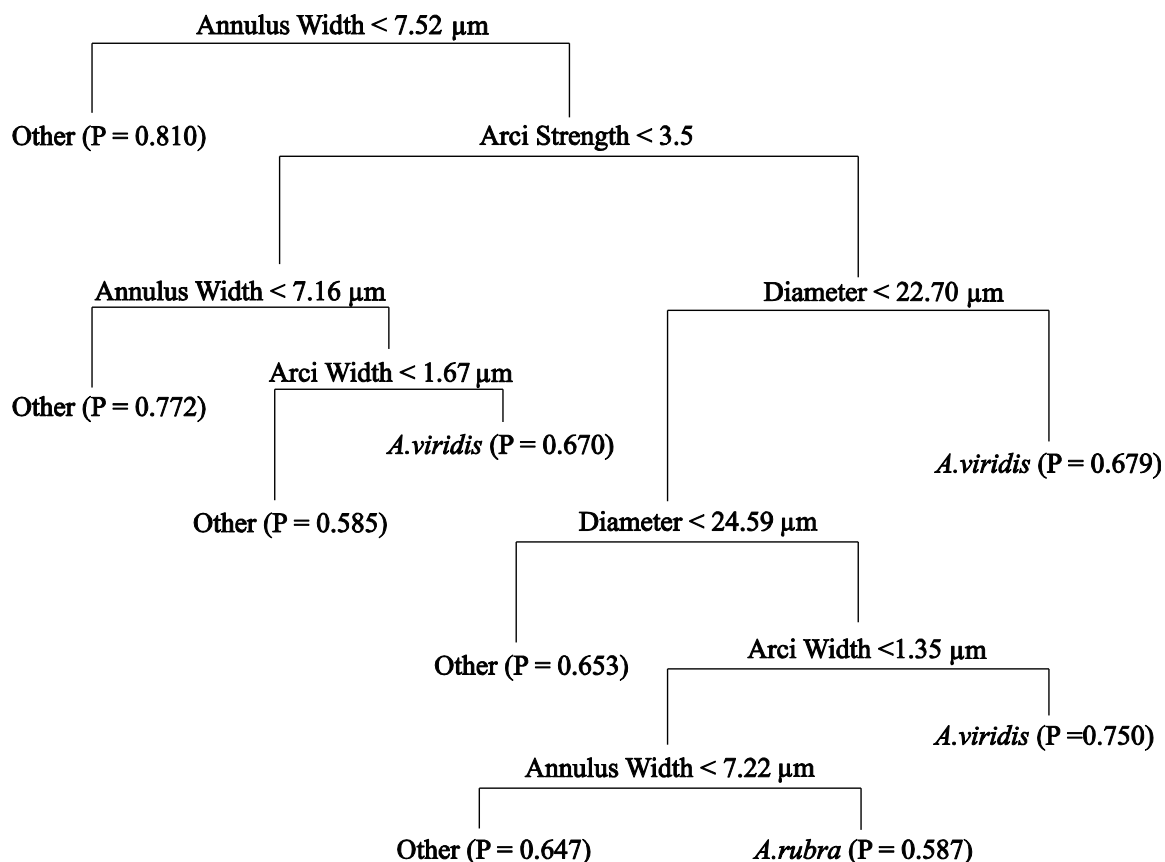 Annulus Width < 7.52 µm
Other (P = 0.810)
Arci Strength < 3.5
Annulus Width < 7.16 µm
Diameter < 22.70 µm
Arci Width < 1.67 µm
Other (P = 0.772)
A.viridis (P = 0.670)
A.viridis (P = 0.679)
Other (P = 0.585)
Diameter < 24.59 µm
Other (P = 0.653)
Arci Width <1.35 µm
A.viridis (P =0.750)
Annulus Width < 7.22 µm
Other (P = 0.647)
A.rubra (P = 0.587)